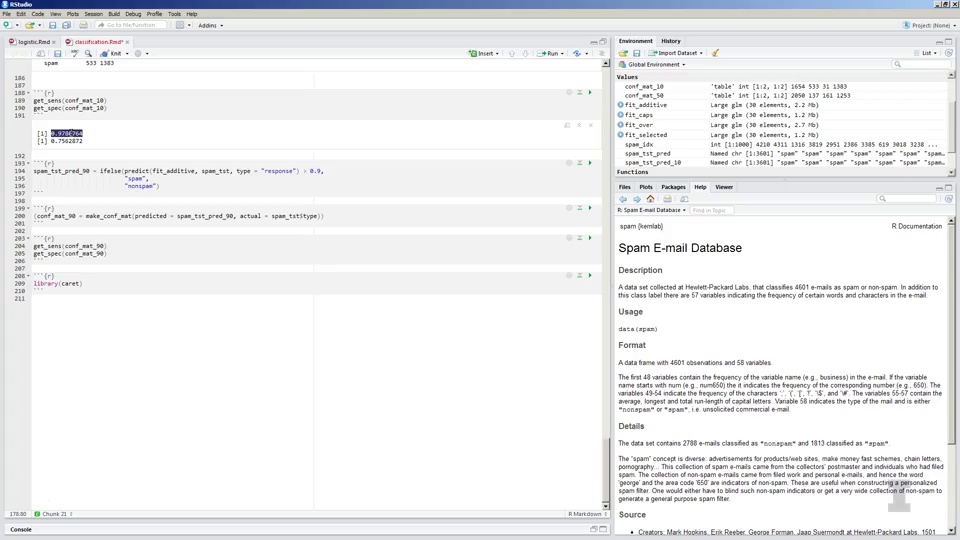 RStudio
File Edit Code View Plots Session Build Debug Profile Tools Help
Go to file/function
Addins
Project: (None)
logistic.Rmd
classification.Rmd*
Knit
Insert
Run
spam 533 1383
186
187
188 ```{r}
189 get_sens(conf_mat_10)
190 get_spec(conf_mat_10)
191 ```
[1] 0.9780764
[1] 0.7562872
192
193 ```{r}
194 spam_tst_pred_90 = ifelse(predict(fit_additive, spam_tst, type = "response") > 0.9,
195 "spam",
196 "nonspam")
197 ```
198
199 ```{r}
200 (conf_mat_90 = make_conf_mat(predicted = spam_tst_pred_90, actual = spam_tst$type))
201 ```
202
203 ```{r}
204 get_sens(conf_mat_90)
205 get_spec(conf_mat_90)
206 ```
207
208 ```{r}
209 library(caret)
210 ```
211
178:80 Chunk 21
R Markdown
Console
Environment History
Import Dataset
List
Global Environment
Values
conf_mat_10 'table' int [1:2, 1:2] 1654 533 31 1383
conf_mat_50 'table' int [1:2, 1:2] 2050 137 161 1253
fit_additive Large glm (30 elements, 2.2 Mb)
fit_caps Large glm (30 elements, 1.2 Mb)
fit_over Large glm (30 elements, 2.7 Mb)
fit_selected Large glm (30 elements, 1.2 Mb)
spam_idx int [1:1000] 4210 4311 1316 3819 2951 2386 3385 619 3018 3238 ...
spam_tst_pred Named chr [1:3601] "spam" "spam" "spam" "spam" "spam"...
spam_tst_pred_10 Named chr [1:3601] "spam" "spam" "spam" "spam" "spam"...
Functions
Files Plots Packages Help Viewer
R: Spam E-mail Database
Find in Topic
spam {kernlab}
R Documentation
Spam E-mail Database
Description
A data set collected at Hewlett-Packard Labs, that classifies 4601 e-mails as spam or non-spam. In addition to
this class label there are 57 variables indicating the frequency of certain words and characters in the e-mail.
Usage
data(spam)
Format
A data frame with 4601 observations and 58 variables.
The first 48 variables contain the frequency of the variable name (e.g., business) in the e-mail. If the variable
name starts with num (e.g., num650) the it indicates the frequency of the corresponding number (e.g., 650). The
variables 49-54 indicate the frequency of the characters ';', '(', '[', '!', '\$', and '\#'. The variables 55-57 contain the
average, longest and total run-length of capital letters. Variable 58 indicates the type of the mail and is either
"nonspam" or "spam", i.e. unsolicited commercial e-mail.
Details
The data set contains 2788 e-mails classified as "nonspam" and 1813 classified as "spam".
The "spam" concept is diverse: advertisements for products/web sites, make money fast schemes, chain letters,
pornography... This collection of spam e-mails came from the collectors' postmaster and individuals who had filed
spam. The collection of non-spam e-mails came from filed work and personal e-mails, and hence the word
'george' and the area code '650' are indicators of non-spam. These are useful when constructing a personalized
spam filter. One would either have to blind such non-spam indicators or get a very wide collection of non-spam to
generate a general purpose spam filter.
Source
Creators: Mark Hopkins, Erik Reeber, George Forman, Jaap Suermondt at Hewlett-Packard Labs, 1501